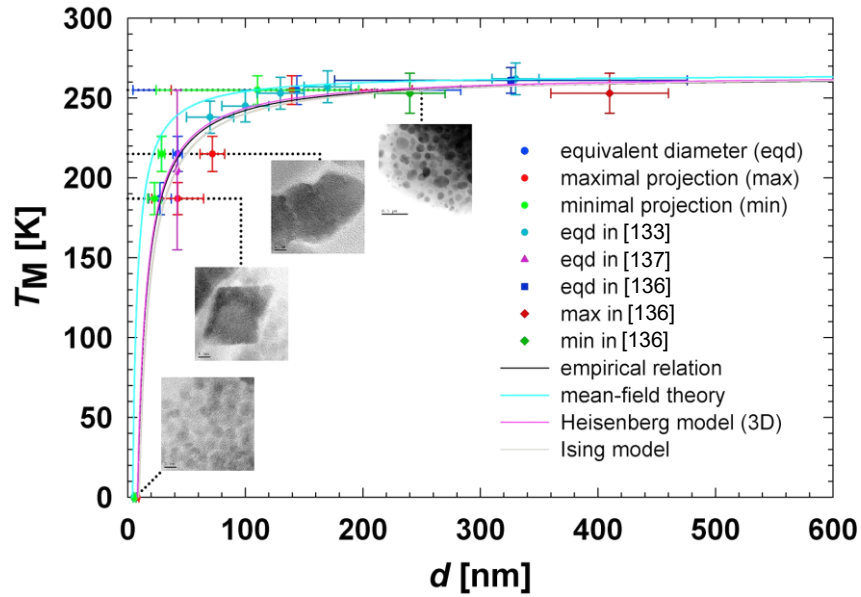 300
250
200
150
100
50
0
T_M [K]
equivalent diameter (eqd)
maximal projection (max)
minimal projection (min)
eqd in [133]
eqd in [137]
eqd in [136]
max in [136]
min in [136]
empirical relation
mean-field theory
Heisenberg model (3D)
Ising model
0 100 200 300 400 500 600
d [nm]